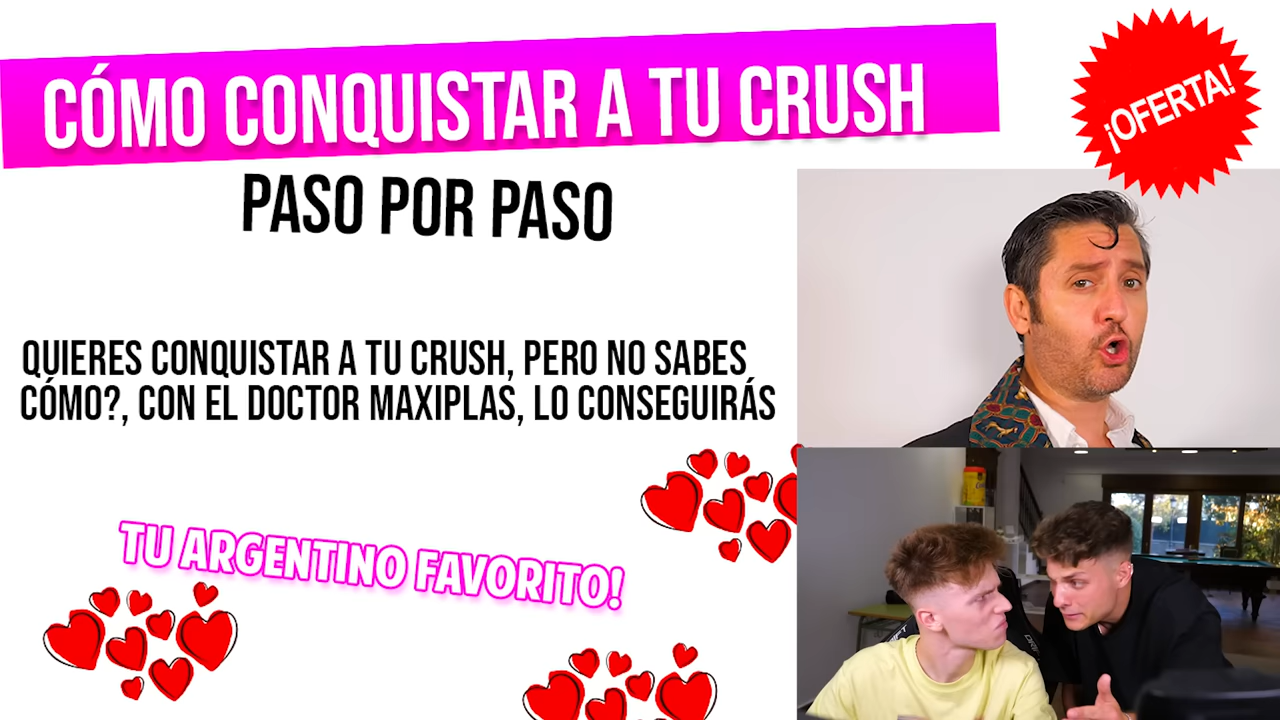 CÓMO CONQUISTAR A TU CRUSH
¡OFERTA!
PASO POR PASO
QUIERES CONQUISTAR A TU CRUSH, PERO NO SABES
CÓMO?, CON EL DOCTOR MAXIPLAS, LO CONSEGUIRÁS
TU ARGENTINO FAVORITO!